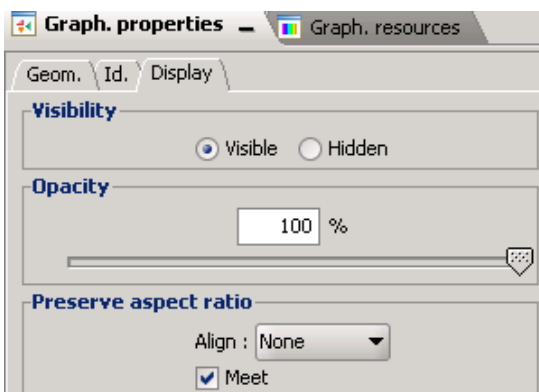 Graph. properties Graph. resources
Geom. Id. Display
Visibility
Visible Hidden
Opacity
100 %
Preserve aspect ratio
Align : None
Meet